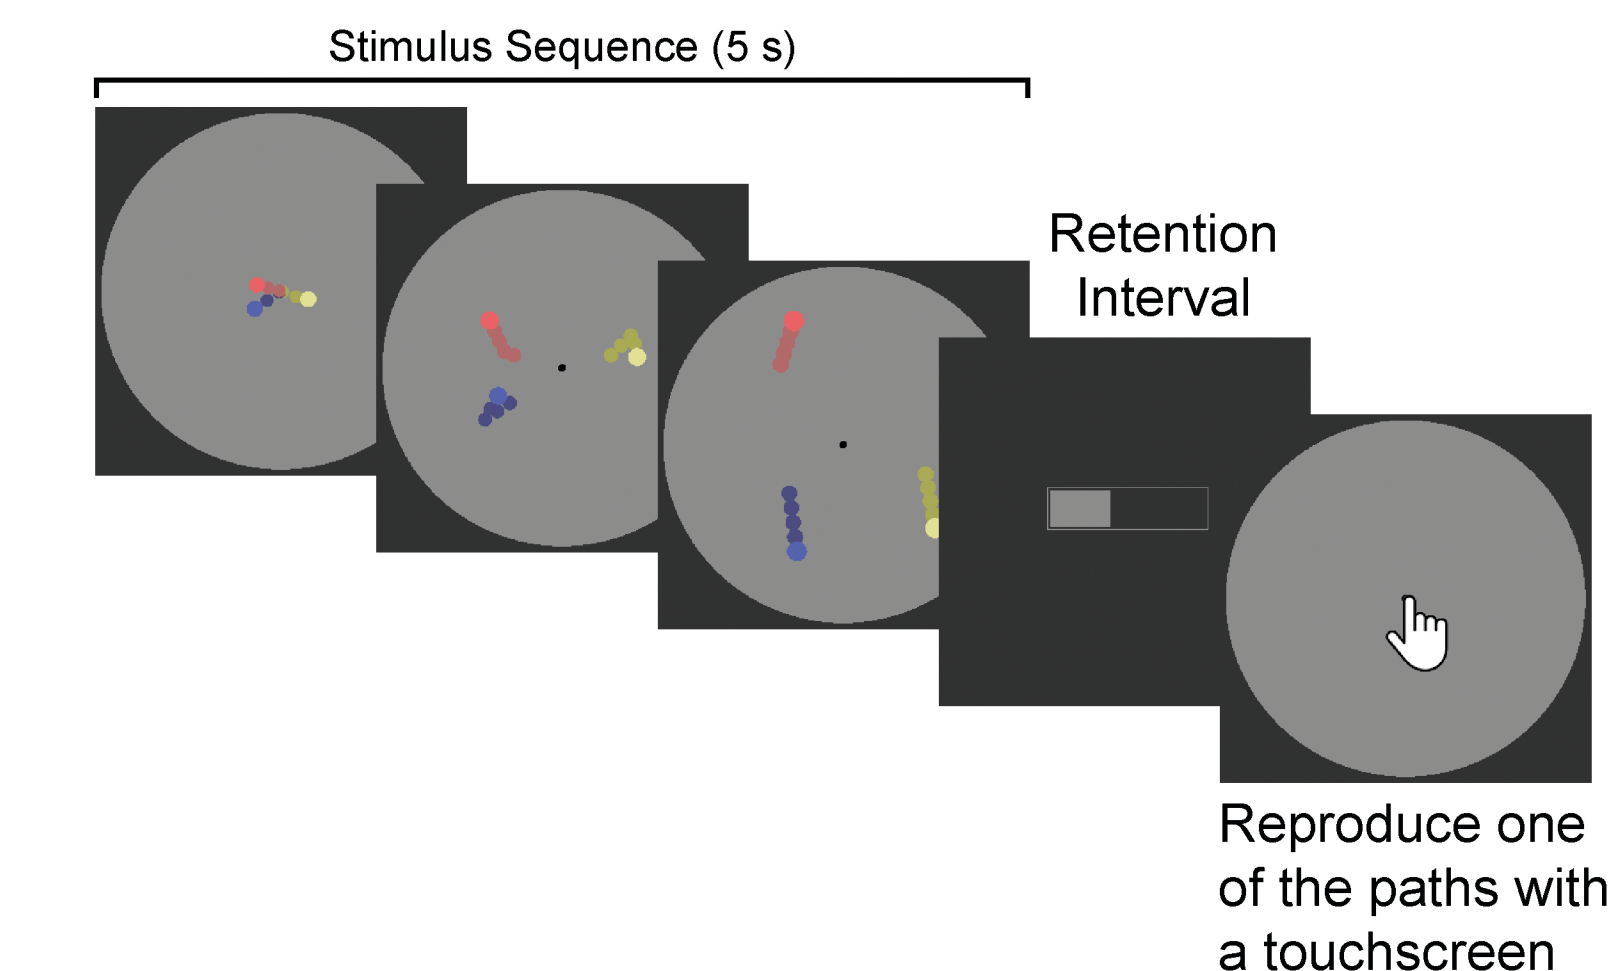 Stimulus Sequence (5 s)
Retention
Interval
Reproduce one
of the paths with
a touchscreen